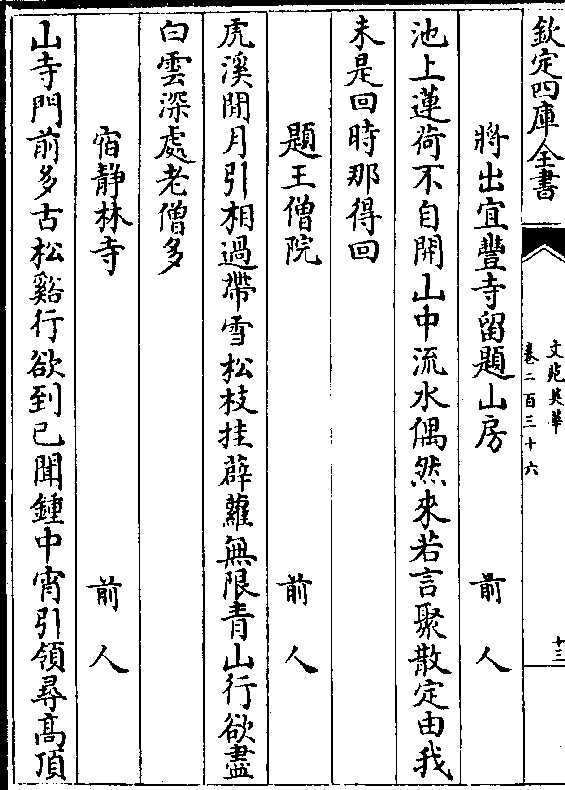 欽定四庫全書
文苑英華
卷二百三十六
十三
將出宜豐寺留題山房 前人
池上蓮荷不自開山中流水偶然來若言聚散定由我
未是回時那得回
題王僧院 前人
虎溪閒月引相過帶雪松枝挂薜蘿無限青山行欲盡
白雲深處老僧多
宿靜林寺 前人
山寺門前多古松谿行欲到已聞鍾中宵引領尋高頂